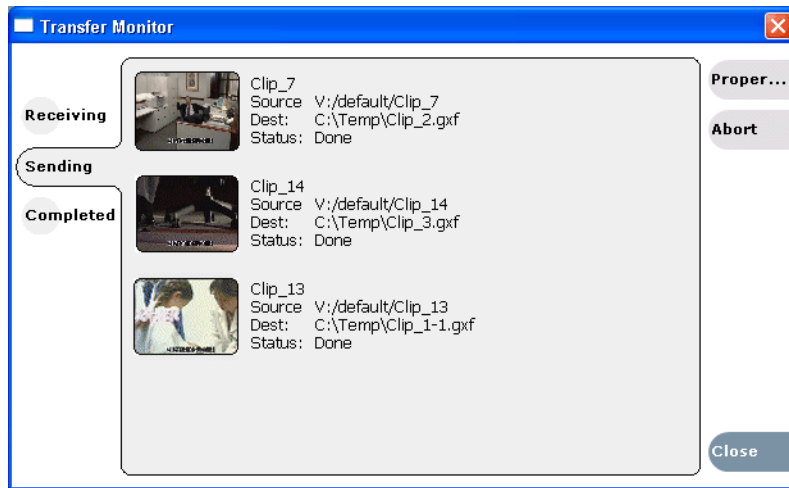 Transfer Monitor
Receiving
Sending
Completed
Clip_7
Source V:/default/Clip_7
Dest: C:\Temp\Clip_2.gxf
Status: Done
Clip_14
Source V:/default/Clip_14
Dest: C:\Temp\Clip_3.gxf
Status: Done
Clip_13
Source V:/default/Clip_13
Dest: C:\Temp\Clip_1-1.gxf
Status: Done
Proper...
Abort
Close